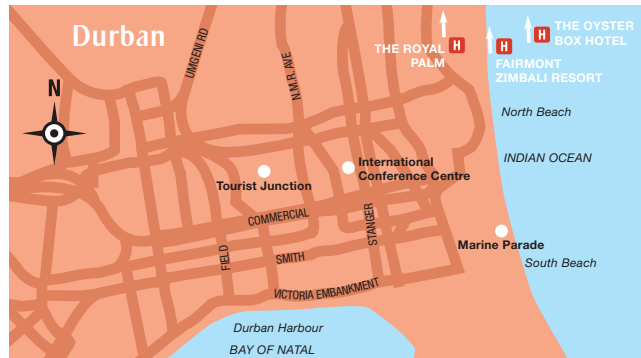 Durban
UMGENI RD
N.M.R. AVE
THE ROYAL
PALM
H
H
FAIRMONT
ZIMBALI RESORT
H
THE OYSTER
BOX HOTEL
N
North Beach
INDIAN OCEAN
International
Conference Centre
Tourist Junction
COMMERCIAL
STANGER
FIELD
SMITH
Marine Parade
South Beach
VICTORIA EMBANKMENT
Durban Harbour
BAY OF NATAL